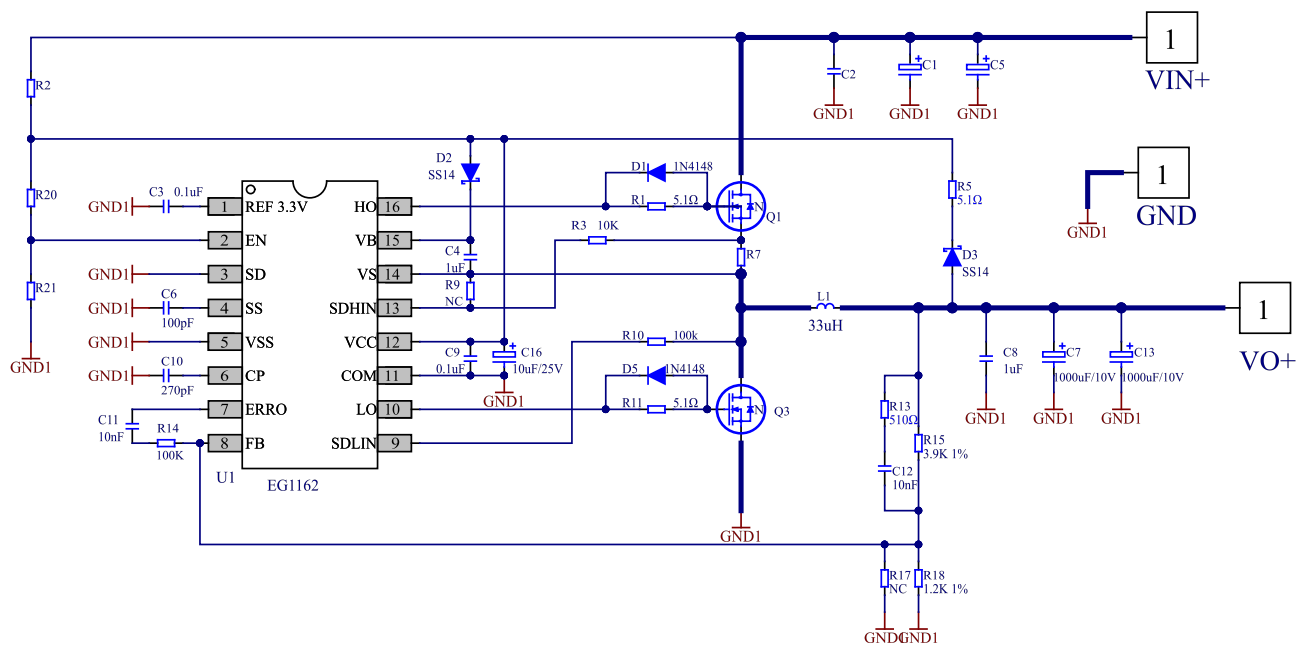 1
VIN+
C2
C1
C5
GND1
GND1
GND1
R2
D2
SS14
D1
1N4148
1
GND
GND1
R5
5.1Ω
R20
C3
0.1uF
GND1
1
REF 3.3V
HO
16
R1
5.1Ω
Q1
N
R3
10K
2
EN
VB
15
C4
1uF
R7
D3
SS14
GND1
3
SD
VS
14
R21
R9
NC
L1
33uH
1
VO+
C6
100pF
GND1
4
SS
SDHIN
13
GND1
5
VSS
VCC
12
R10
100k
C9
0.1uF
C16
10uF/25V
C8
1uF
C7
1000uF/10V
C13
1000uF/10V
GND1
C10
270pF
GND1
6
CP
COM
11
D5
1N4148
GND1
GND1
GND1
GND1
C11
10nF
7
ERRO
LO
10
R11
5.1Ω
Q3
N
R13
510Ω
R14
100K
8
FB
SDLIN
9
R15
3.9K 1%
U1
EG1162
C12
10nF
GND1
R17
NC
R18
1.2K 1%
GND1
GND1